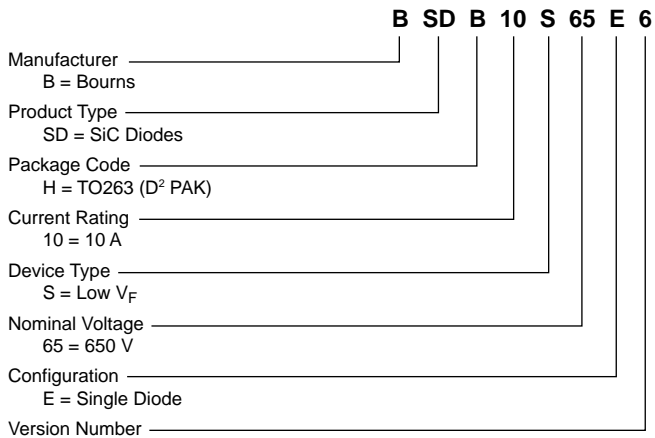 B SD B 10 S 65 E 6
Manufacturer
B = Bourns
Product Type
SD = SiC Diodes
Package Code
H = TO263 (D² PAK)
Current Rating
10 = 10 A
Device Type
S = Low VF
Nominal Voltage
65 = 650 V
Configuration
E = Single Diode
Version Number